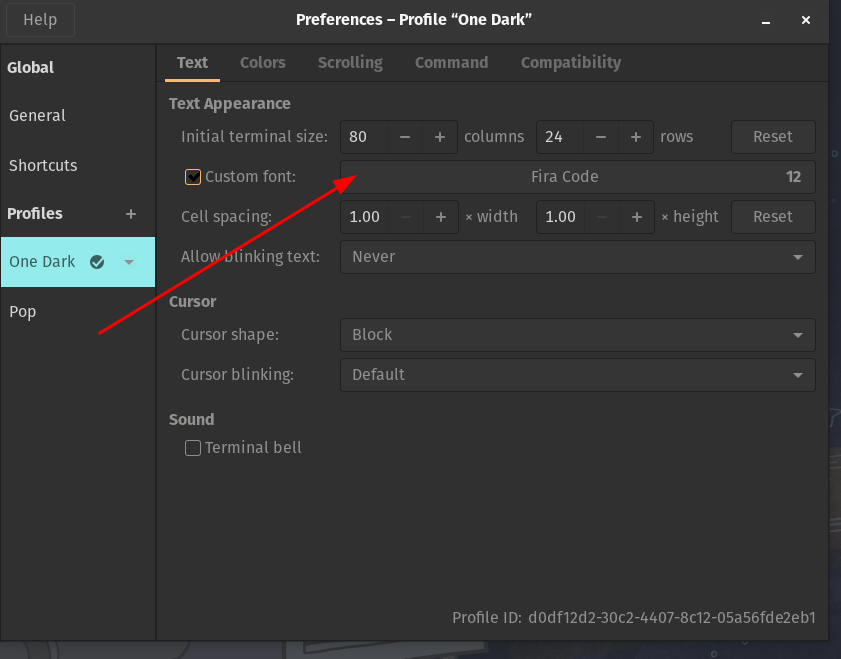 Help
Preferences – Profile “One Dark”
Global
General
Shortcuts
Profiles +
One Dark
Pop
Text Colors Scrolling Command Compatibility
Text Appearance
Initial terminal size: 80 − + columns 24 − + rows Reset
Custom font: Fira Code 12
Cell spacing: 1.00 − + × width 1.00 − + × height Reset
Allow blinking text: Never
Cursor
Cursor shape: Block
Cursor blinking: Default
Sound
Terminal bell
Profile ID: d0df12d2-30c2-4407-8c12-05a56fde2eb1